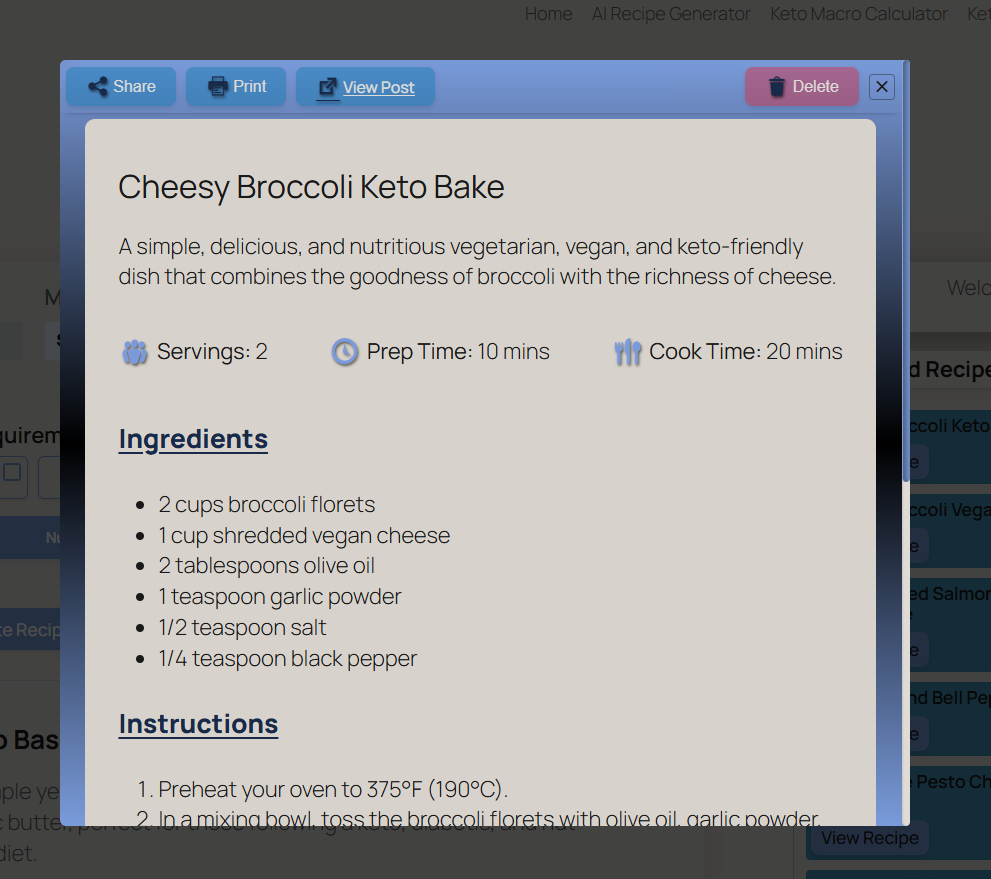 Home AI Recipe Generator Keto Macro Calculator
Share Print View Post Delete
Cheesy Broccoli Keto Bake
A simple, delicious, and nutritious vegetarian, vegan, and keto-friendly
dish that combines the goodness of broccoli with the richness of cheese.
Servings: 2 Prep Time: 10 mins Cook Time: 20 mins
Ingredients
2 cups broccoli florets
1 cup shredded vegan cheese
2 tablespoons olive oil
1 teaspoon garlic powder
1/2 teaspoon salt
1/4 teaspoon black pepper
Instructions
1. Preheat your oven to 375°F (190°C).
2. In a mixing bowl, toss the broccoli florets with olive oil, garlic powder,
diet.
d Recipe
ccoli Keto
ccoli Vega
ed Salmon
nd Bell Pep
Pesto Ch
View Recipe